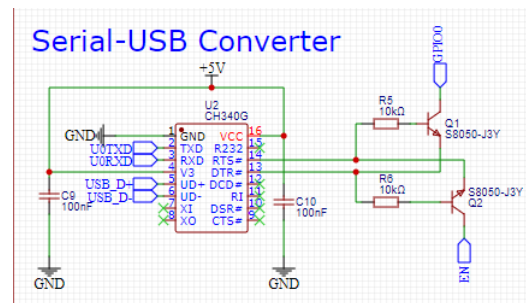 Serial-USB Converter
+5V
GPIO0
U2
CH340G
R5
10kΩ
Q1
S8050-J3Y
GND
1 GND VCC 16
U0TXD 2 TXD R232 15
U0RXD 3 RXD RTS# 14
4 V3 DTR# 13
USB_D+ 5 UD+ DCD# 12
USB_D- 6 UD- RI 11
7 XI DSR# 10
8 XO CTS# 9
C9
100nF
C10
100nF
R6
10kΩ
S8050-J3Y
Q2
EN
GND
GND